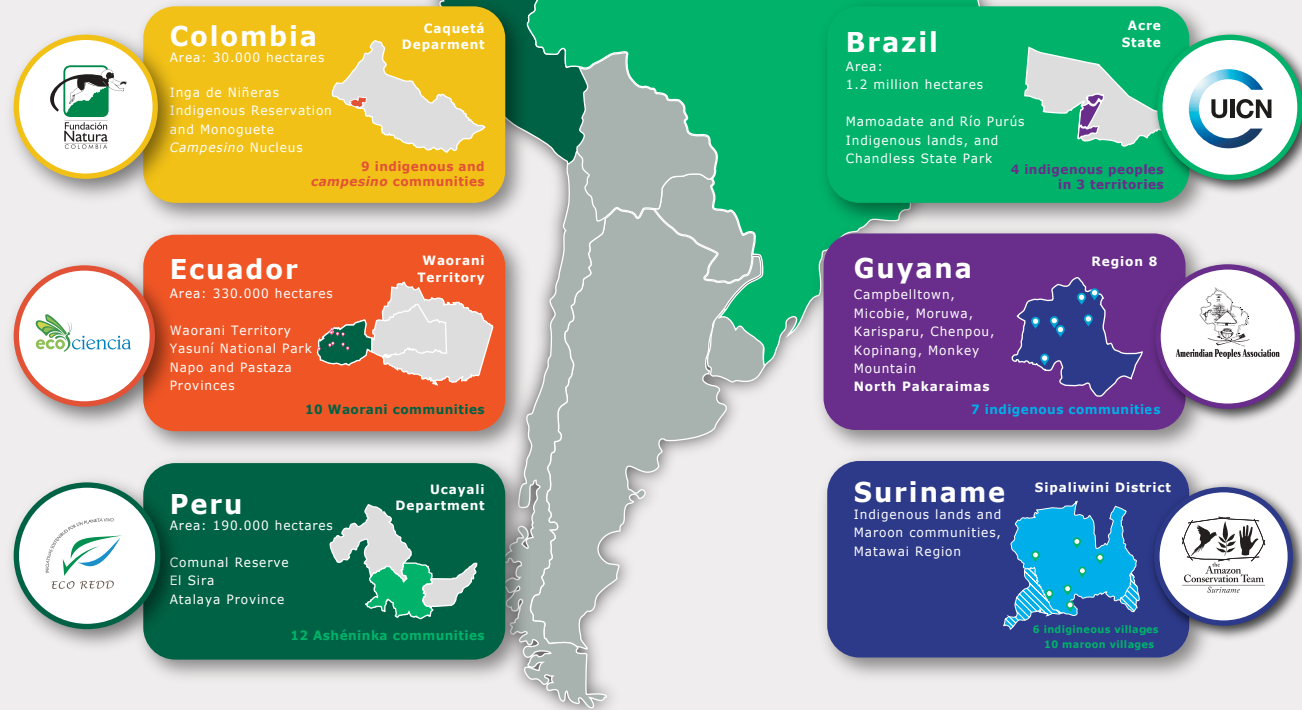 Colombia
Caquetá
Deparment
Area: 30.000 hectares
Inga de Niñeras
Indigenous Reservation
and Monoguete
Campesino Nucleus
9 indigenous and
campesino communities
Fundación
Natura
COLOMBIA
Ecuador
Waorani
Territory
Area: 330.000 hectares
Waorani Territory
Yasuní National Park
Napo and Pastaza
Provinces
10 Waorani communities
ecociencia
Peru
Ucayali
Department
Area: 190.000 hectares
Comunal Reserve
El Sira
Atalaya Province
12 Ashéninka communities
INICIATIVAS SOSTENIBLES POR UN PLANETA VIVO
ECO REDD
Brazil
Acre
State
Area:
1.2 million hectares
Mamoadate and Río Purús
Indigenous lands, and
Chandless State Park
4 indigenous peoples
in 3 territories
UICN
Guyana
Region 8
Campbelltown,
Micobie, Moruwa,
Karisparu, Chenpou,
Kopinang, Monkey
Mountain
North Pakaraimas
7 indigenous communities
Amerindian Peoples Association
Suriname
Sipaliwini District
Indigenous lands and
Maroon communities,
Matawai Region
6 indigineous villages
10 maroon villages
the
Amazon
Conservation Team
Suriname